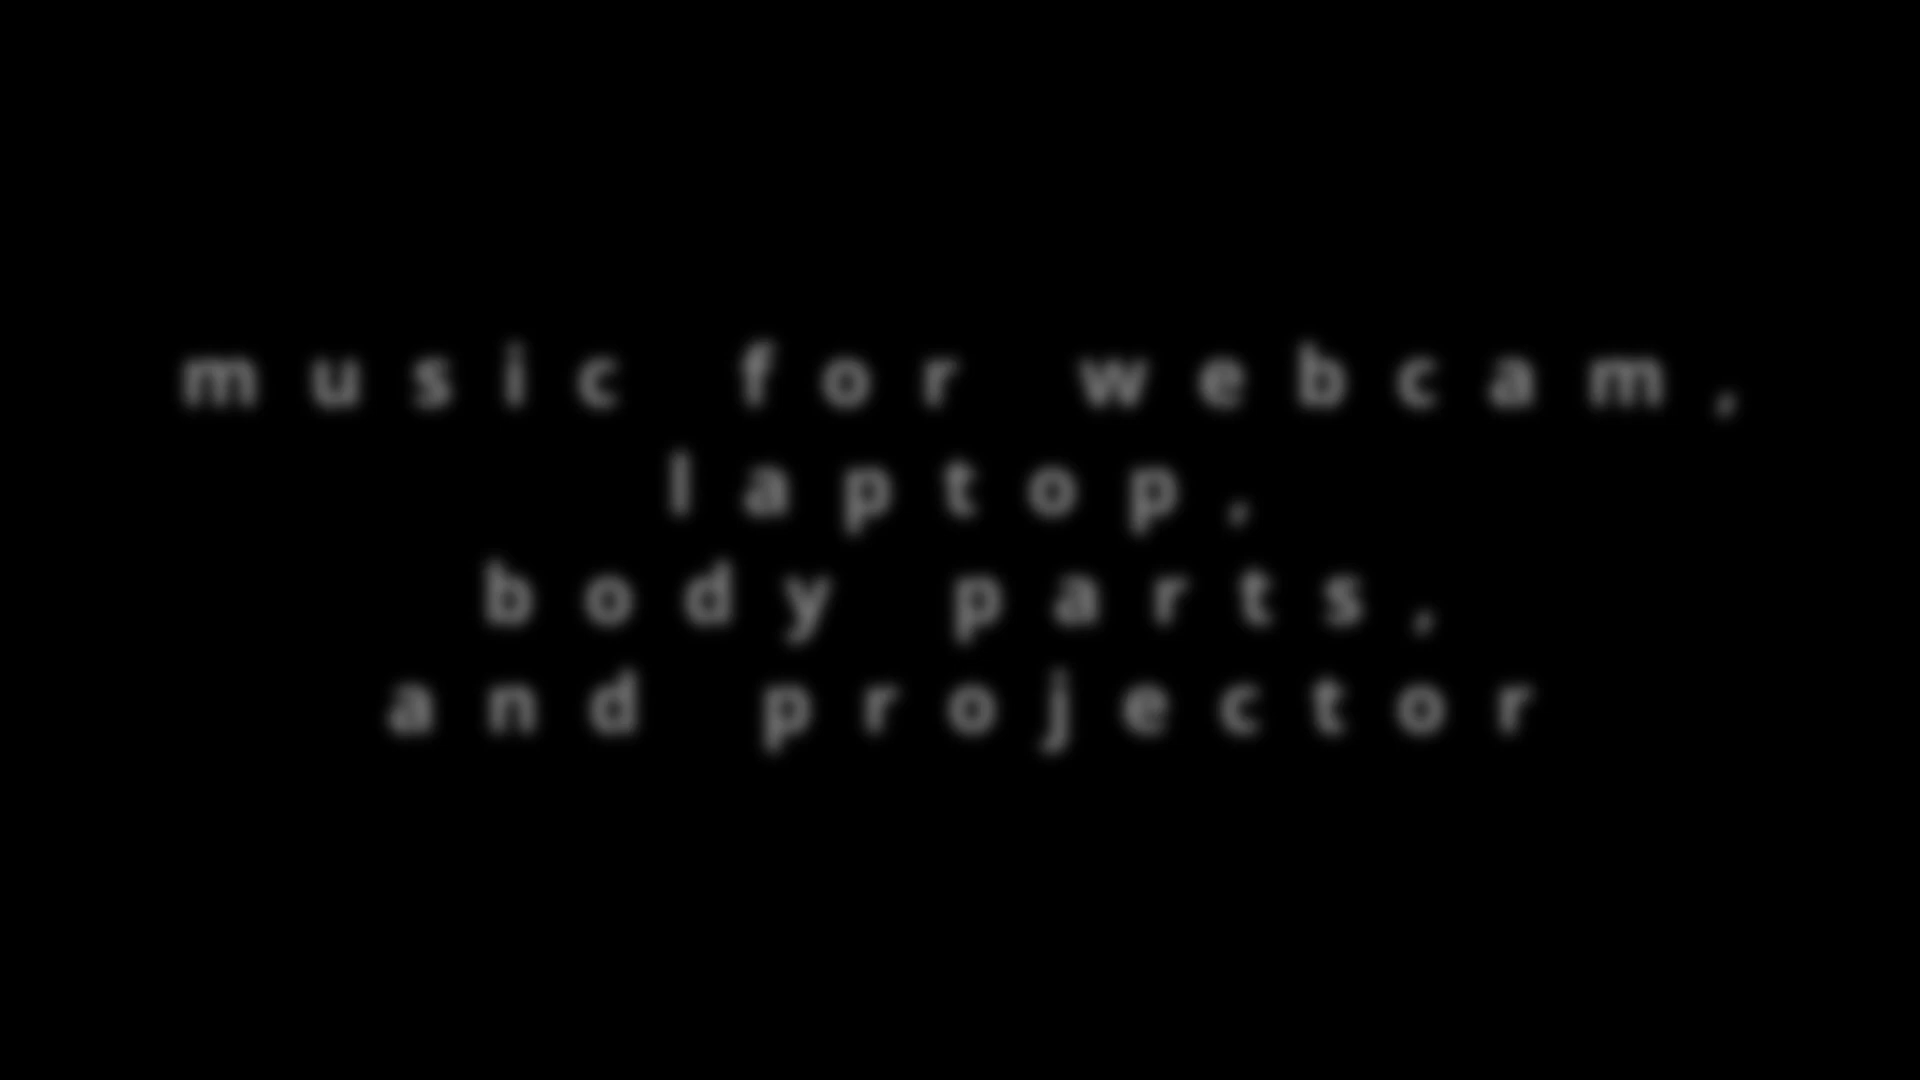 music for webcam,
laptop,
body parts,
and projector